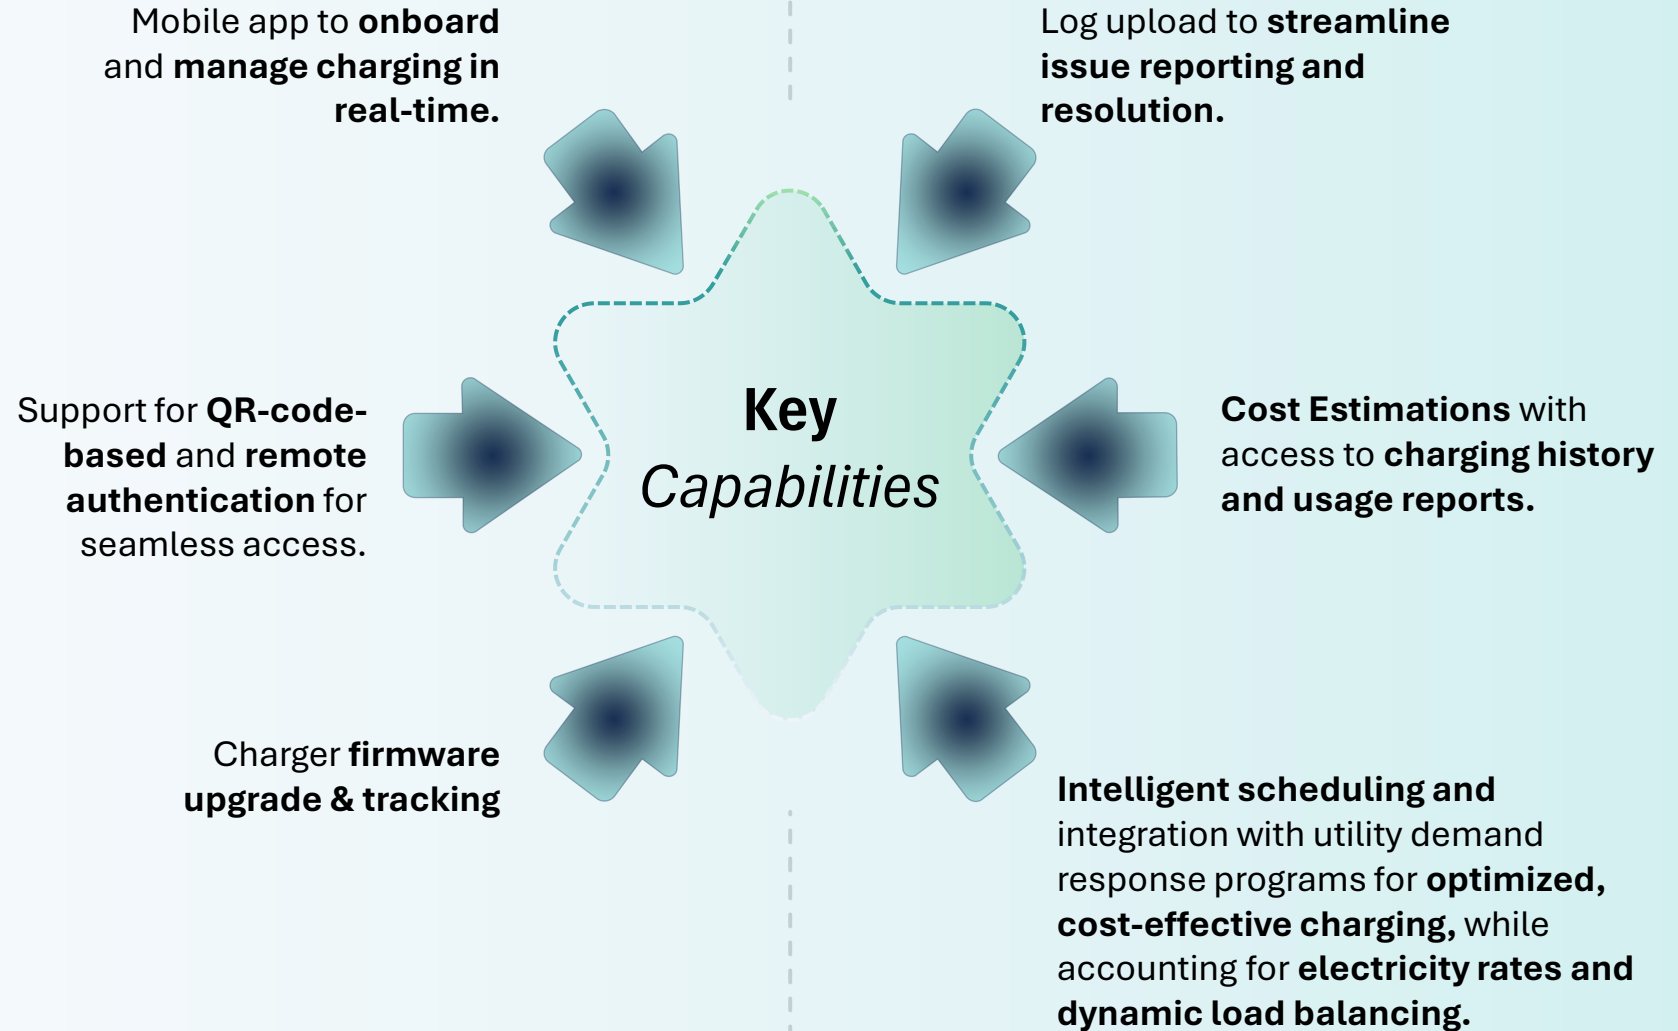 Mobile app to onboard
and manage charging in
real-time.
Log upload to streamline
issue reporting and
resolution.
Support for QR-code-
based and remote
authentication for
seamless access.
Key
Capabilities
Cost Estimations with
access to charging history
and usage reports.
Charger firmware
upgrade & tracking
Intelligent scheduling and
integration with utility demand
response programs for optimized,
cost-effective charging, while
accounting for electricity rates and
dynamic load balancing.